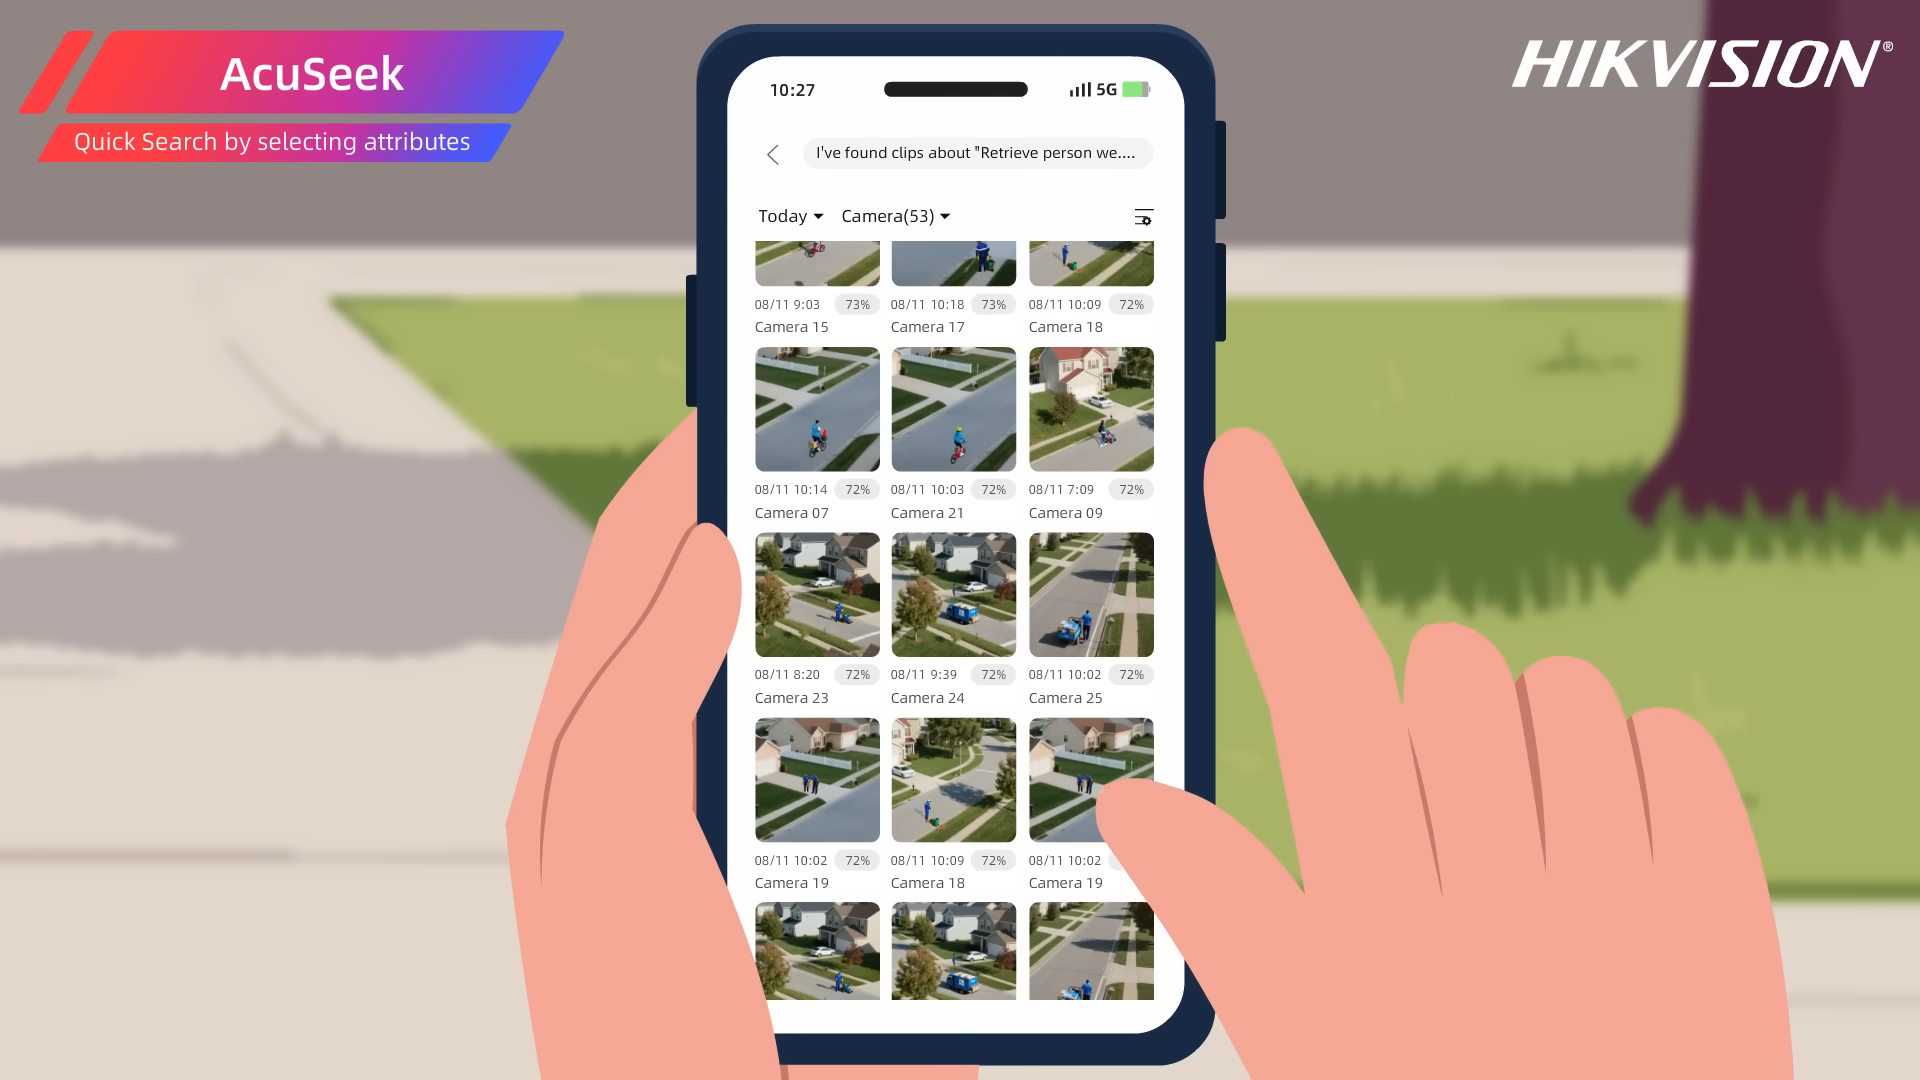 AcuSeek
Quick Search by selecting attributes
HIKVISION®
10:27
5G
I've found clips about "Retrieve person we....
Today Camera(53)
08/11 9:03 73% 08/11 10:18 73% 08/11 10:09 72%
Camera 15 Camera 17 Camera 18
08/11 10:14 72% 08/11 10:03 72% 08/11 7:09 72%
Camera 07 Camera 21 Camera 09
08/11 8:20 72% 08/11 9:39 72% 08/11 10:02 72%
Camera 23 Camera 24 Camera 25
08/11 10:02 72% 08/11 10:09 72% 08/11 10:02
Camera 19 Camera 18 Camera 19